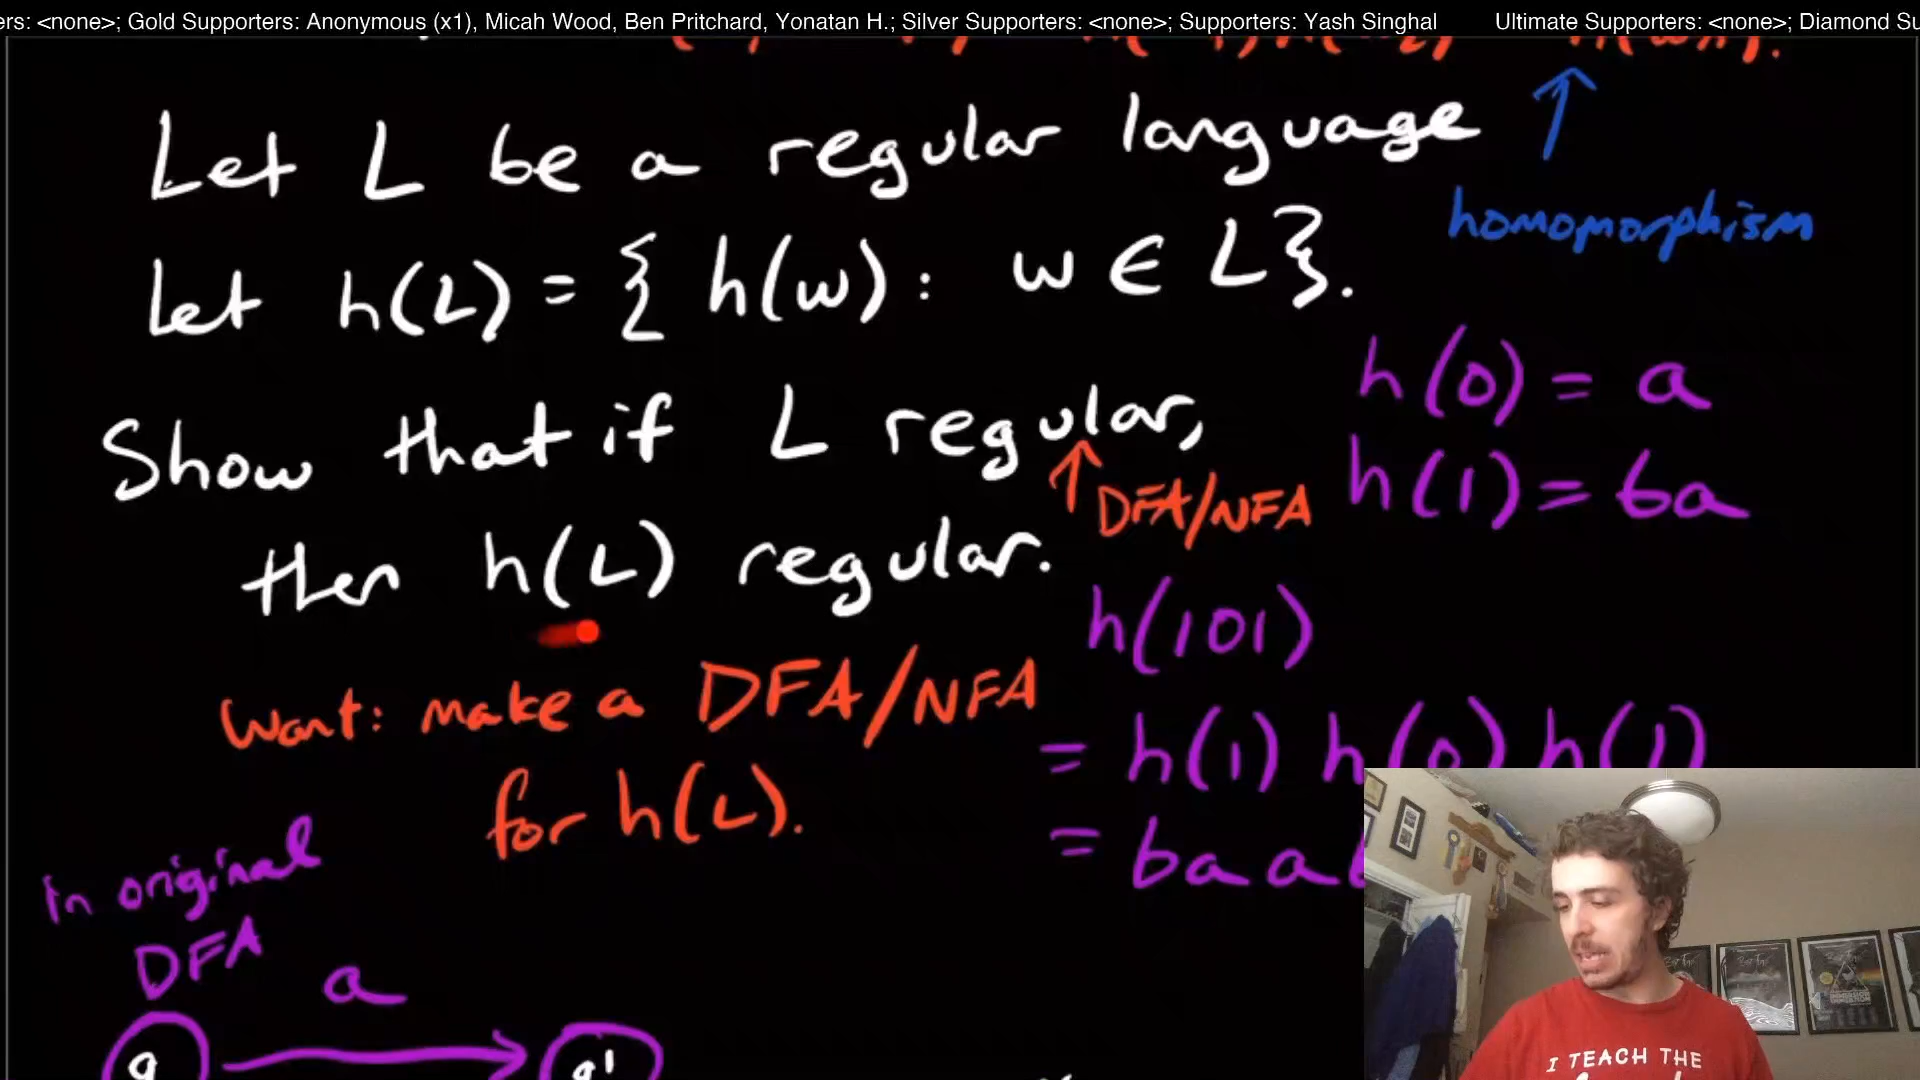 ers: <none>; Gold Supporters: Anonymous (x1), Micah Wood, Ben Pritchard, Yonatan H.; Silver Supporters: <none>; Supporters: Yash Singhal Ultimate Supporters: <none>; Diamond Su
Let L be a regular language
homomorphism
Let h(L) = { h(w) : w ∈ L}.
h(0) = a
h(1) = ba
Show that if L regular,
DFA/NFA
then h(L) regular.
h(101)
Want: make a DFA/NFA
for h(L).
= h(1) h(0) h(1)
= baa
In original
DFA
a
q
q'
I TEACH THE